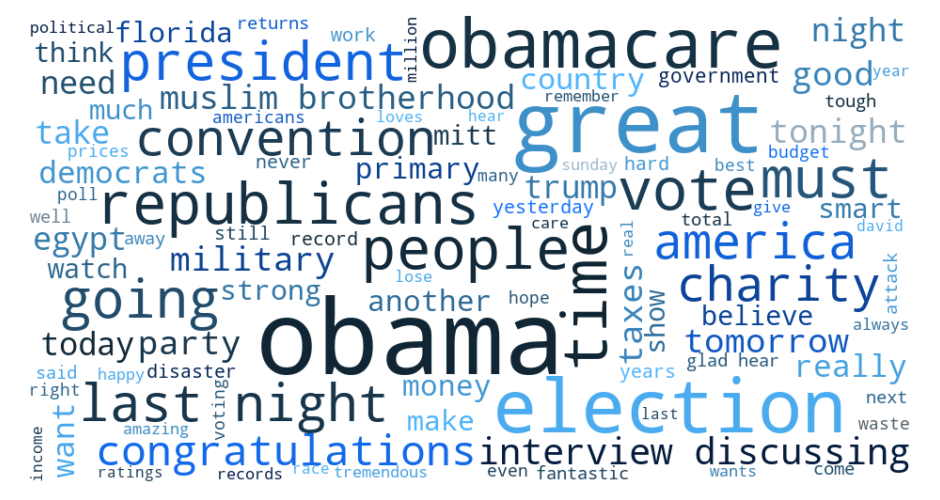 political florida returns work million obamacare night
think president country government good year
need muslim brotherhood remember great tough
much americans loves hear
take convention mitt tonight
prices never sunday hard best budget
democrats primary many trump vote must
poll republicans yesterday total give smart
well care david
egypt away still record people time real america
watch military lose taxes show charity attack
going strong another hope believe always
today party obama tomorrow
said happy disaster years glad hear really
right last night voting money election last next
want amazing make waste
income congratulations interview discussing
ratings records race tremendous even fantastic wants come